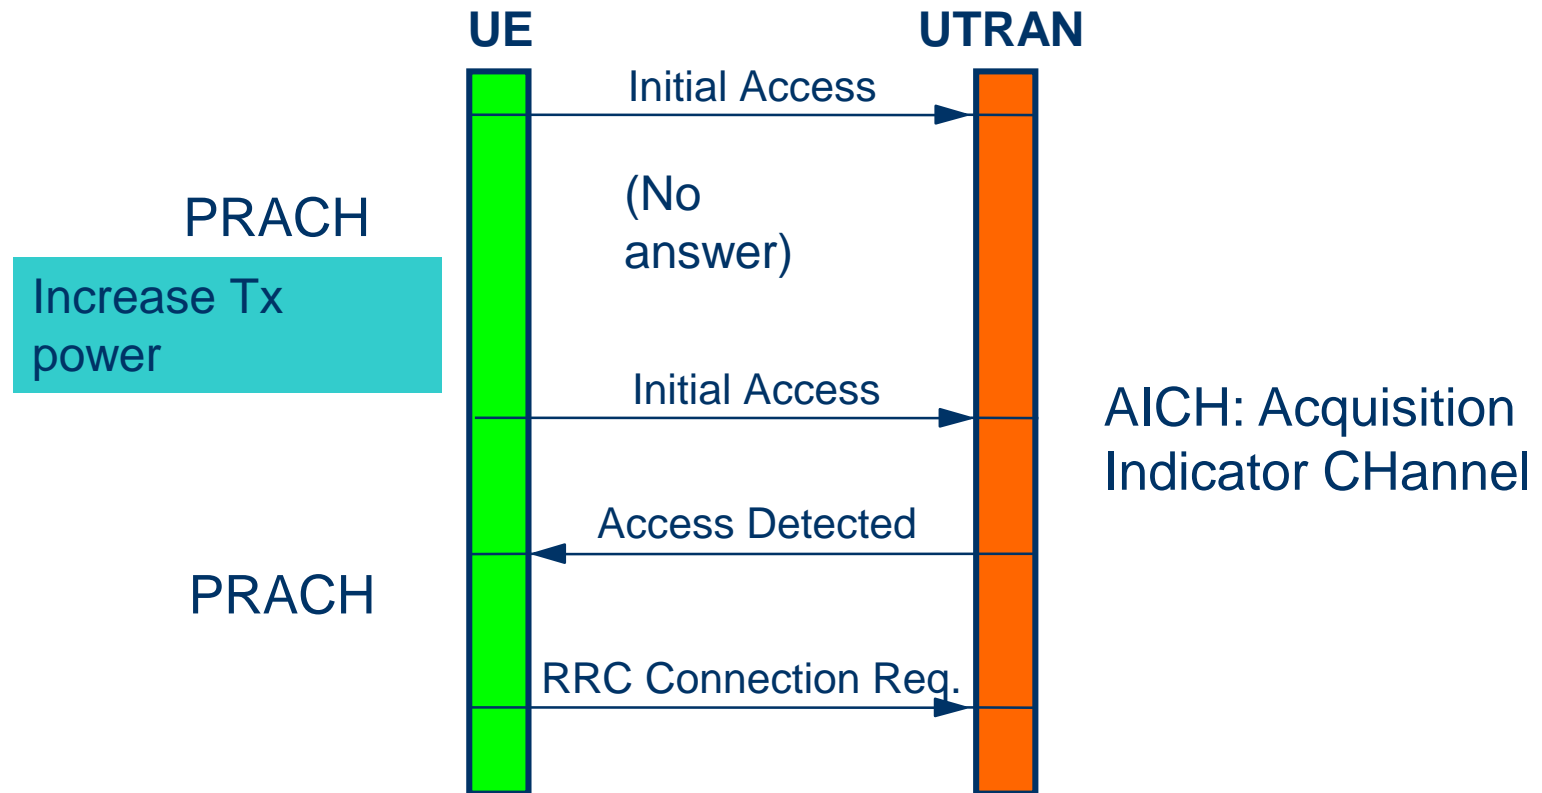 UE
UTRAN
Initial Access
(No
answer)
PRACH
Increase Tx
power
Initial Access
AICH: Acquisition
Indicator CHannel
Access Detected
PRACH
RRC Connection Req.